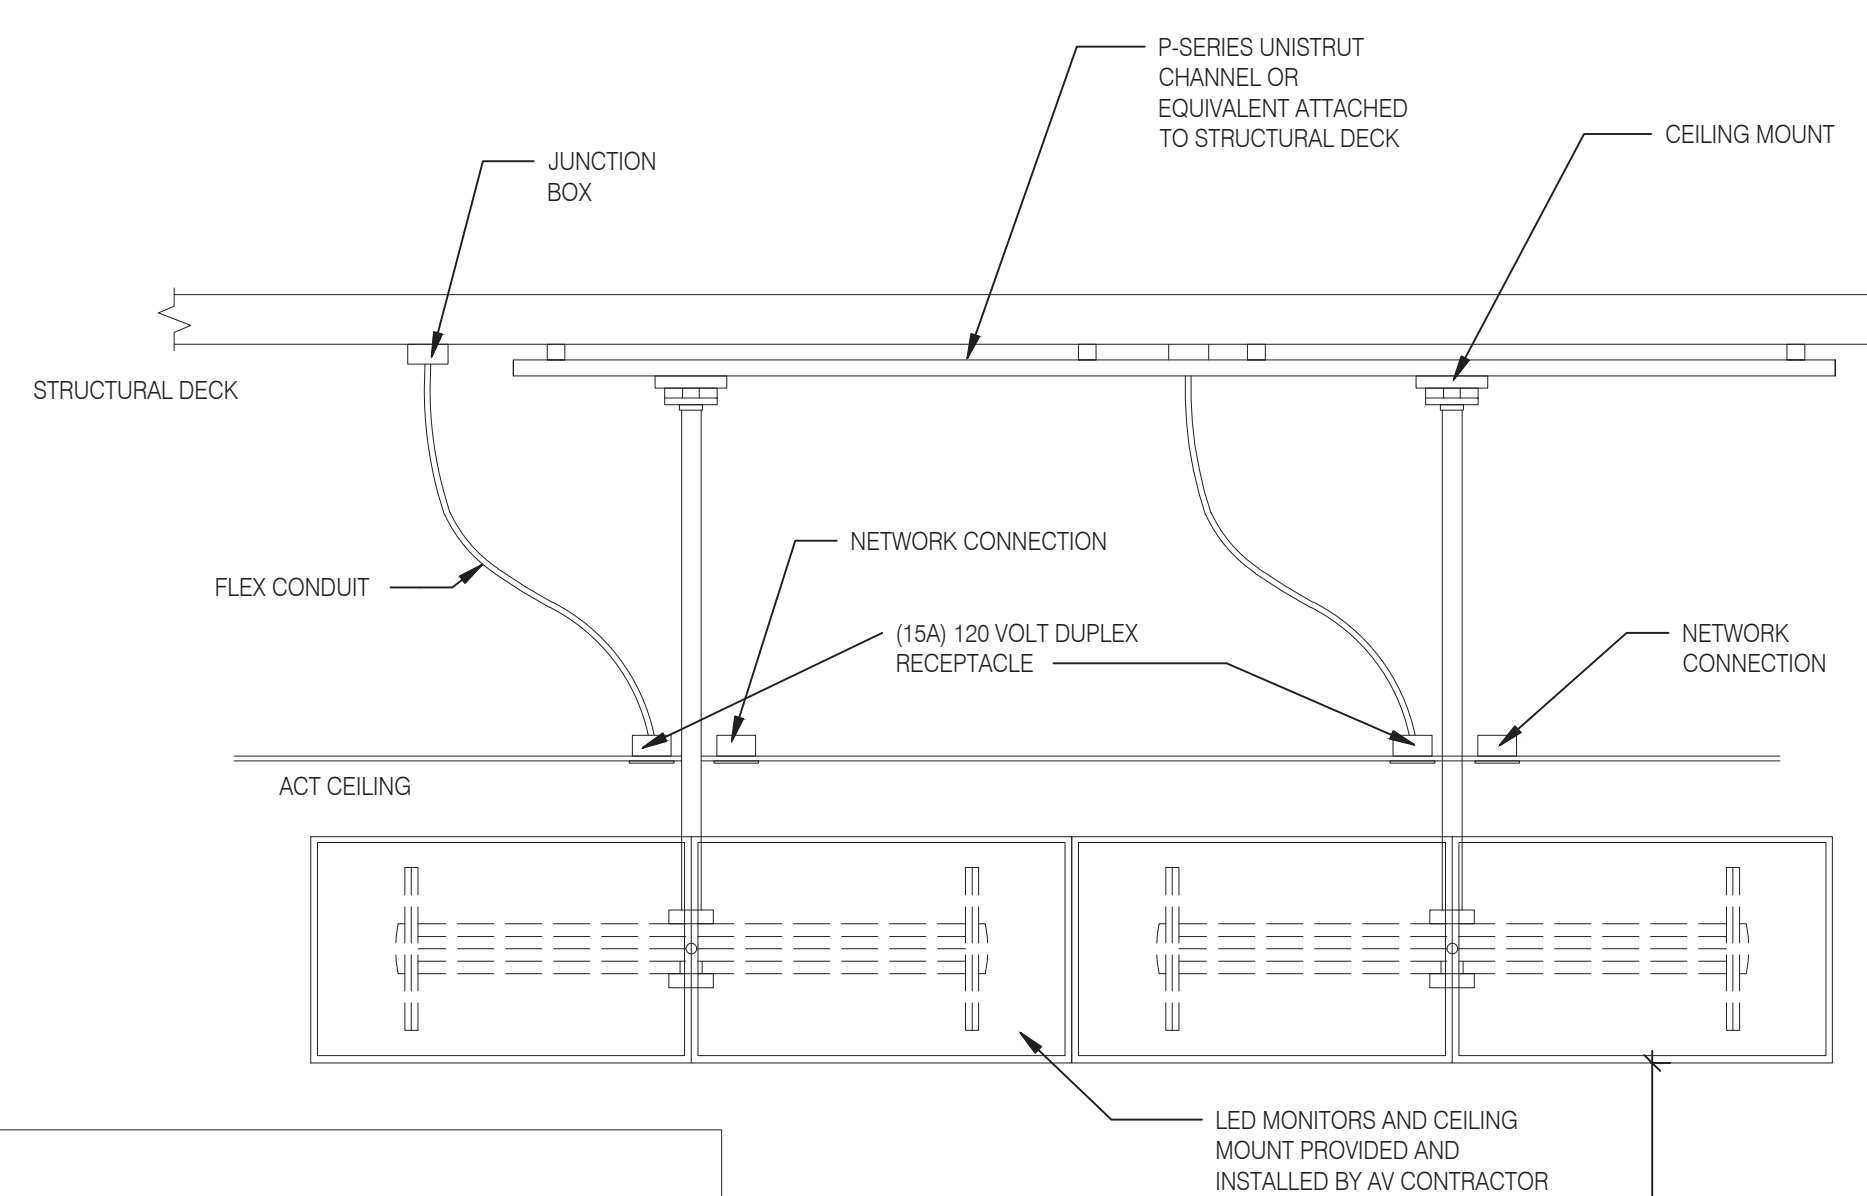 P-SERIES UNISTRUT
CHANNEL OR
EQUIVALENT ATTACHED
TO STRUCTURAL DECK
CEILING MOUNT
JUNCTION
BOX
STRUCTURAL DECK
NETWORK CONNECTION
FLEX CONDUIT
(15A) 120 VOLT DUPLEX
RECEPTACLE
NETWORK
CONNECTION
ACT CEILING
LED MONITORS AND CEILING
MOUNT PROVIDED AND
INSTALLED BY AV CONTRACTOR